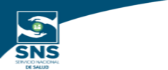 SNS
SERVICIO NACIONAL
DE SALUD